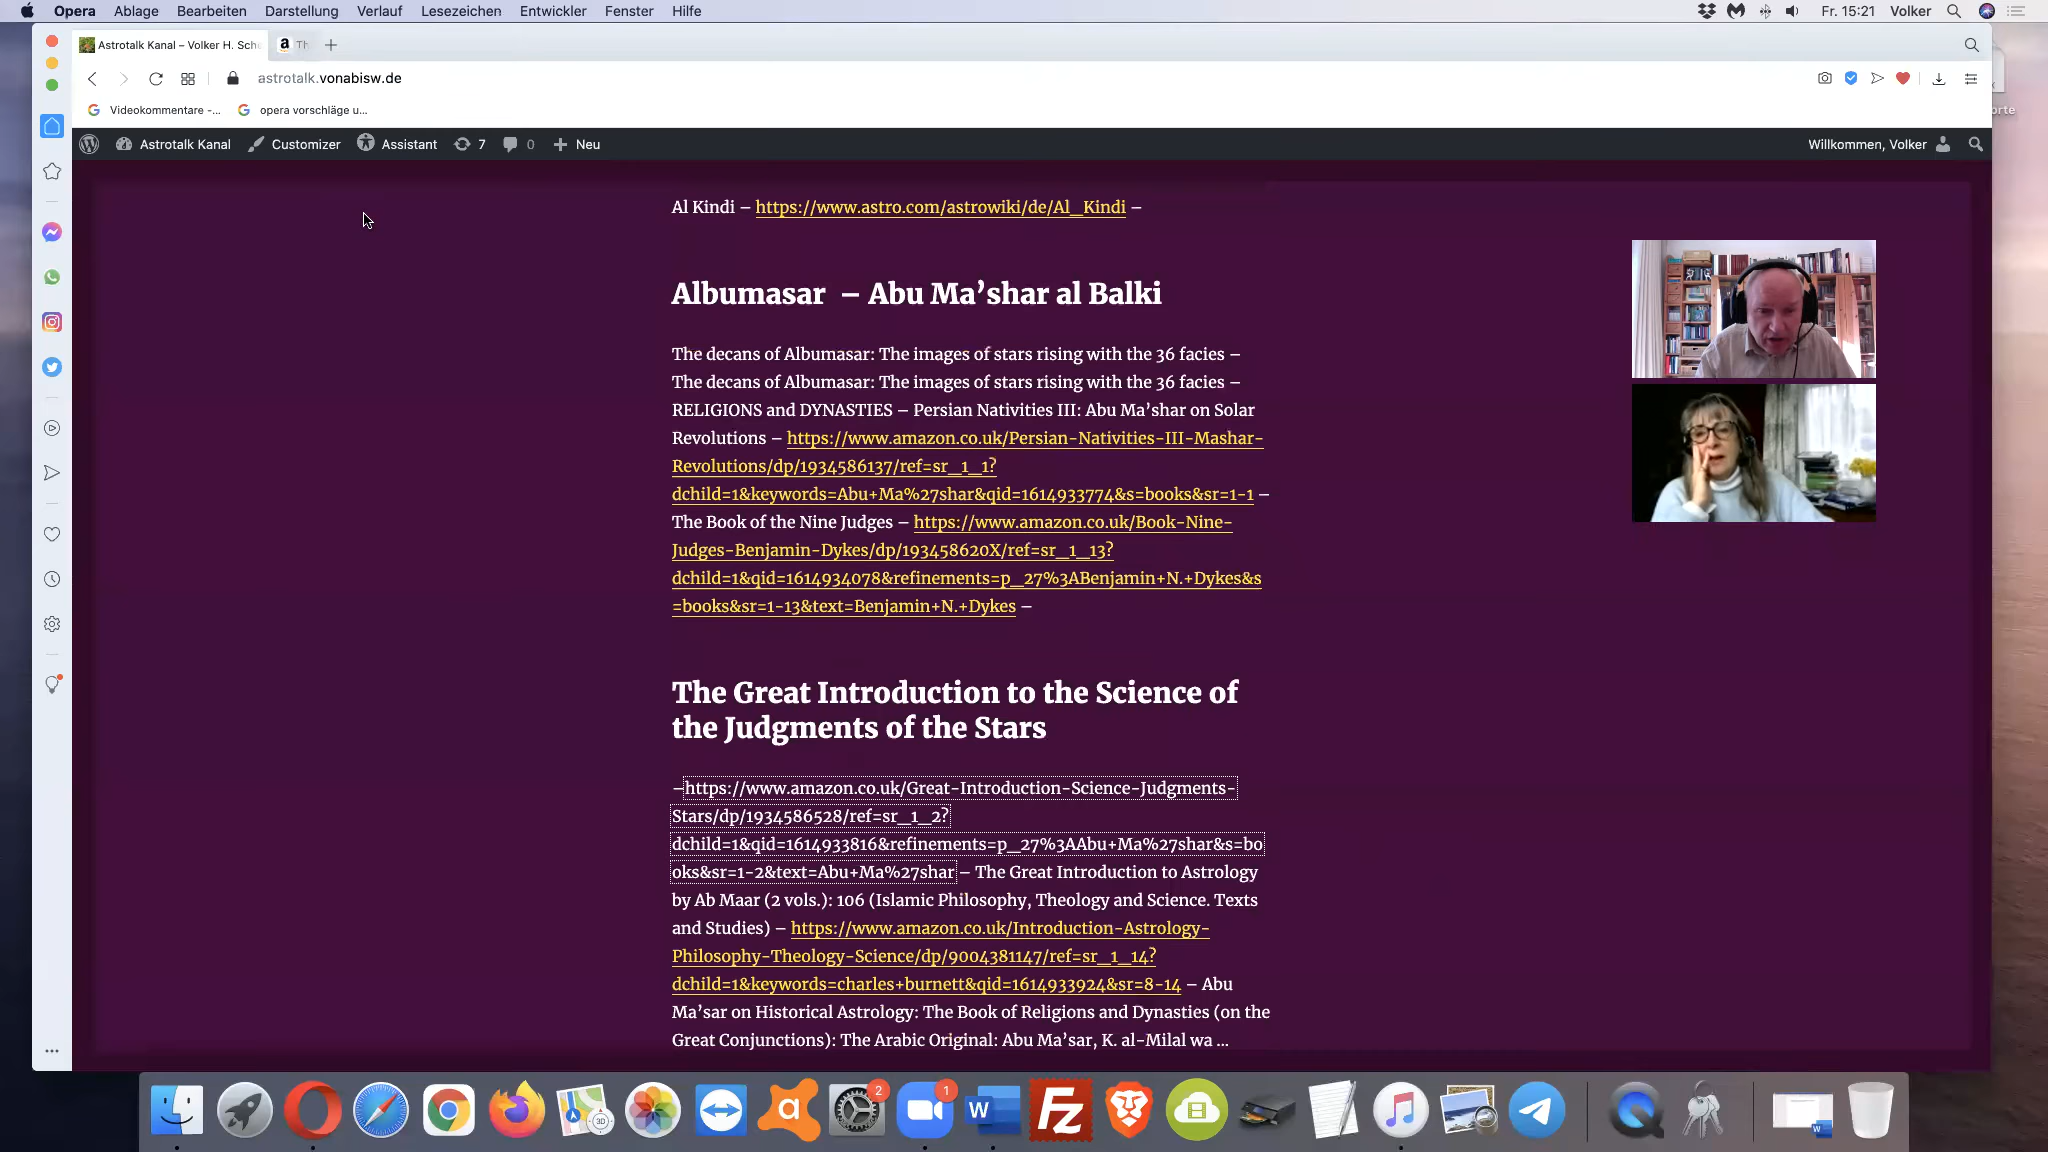 Opera Ablage Bearbeiten Darstellung Verlauf Lesezeichen Entwickler Fenster Hilfe Fr. 15:21 Volker
Astrotalk Kanal – Volker H. Sch
a Th
astrotalk.vonabisw.de
Videokommentare -... opera vorschläge u...
orte
Astrotalk Kanal Customizer Assistant 7 0 Neu Willkommen, Volker
Al Kindi – https://www.astro.com/astrowiki/de/Al_Kindi –
Albumasar – Abu Ma’shar al Balki
The decans of Albumasar: The images of stars rising with the 36 facies –
The decans of Albumasar: The images of stars rising with the 36 facies –
RELIGIONS and DYNASTIES – Persian Nativities III: Abu Ma’shar on Solar
Revolutions – https://www.amazon.co.uk/Persian-Nativities-III-Mashar-
Revolutions/dp/1934586137/ref=sr_1_1?
dchild=1&keywords=Abu+Ma%27shar&qid=1614933774&s=books&sr=1-1 –
The Book of the Nine Judges – https://www.amazon.co.uk/Book-Nine-
Judges-Benjamin-Dykes/dp/193458620X/ref=sr_1_13?
dchild=1&qid=1614934078&refinements=p_27%3ABenjamin+N.+Dykes&s
=books&sr=1-13&text=Benjamin+N.+Dykes –
The Great Introduction to the Science of
the Judgments of the Stars
–https://www.amazon.co.uk/Great-Introduction-Science-Judgments-
Stars/dp/1934586528/ref=sr_1_2?
dchild=1&qid=1614933816&refinements=p_27%3AAbu+Ma%27shar&s=bo
oks&sr=1-2&text=Abu+Ma%27shar – The Great Introduction to Astrology
by Ab Maar (2 vols.): 106 (Islamic Philosophy, Theology and Science. Texts
and Studies) – https://www.amazon.co.uk/Introduction-Astrology-
Philosophy-Theology-Science/dp/9004381147/ref=sr_1_14?
dchild=1&keywords=charles+burnett&qid=1614933924&sr=8-14 – Abu
Ma’sar on Historical Astrology: The Book of Religions and Dynasties (on the
Great Conjunctions): The Arabic Original: Abu Ma’sar, K. al-Milal wa ...
3D 2 1 W Fz W